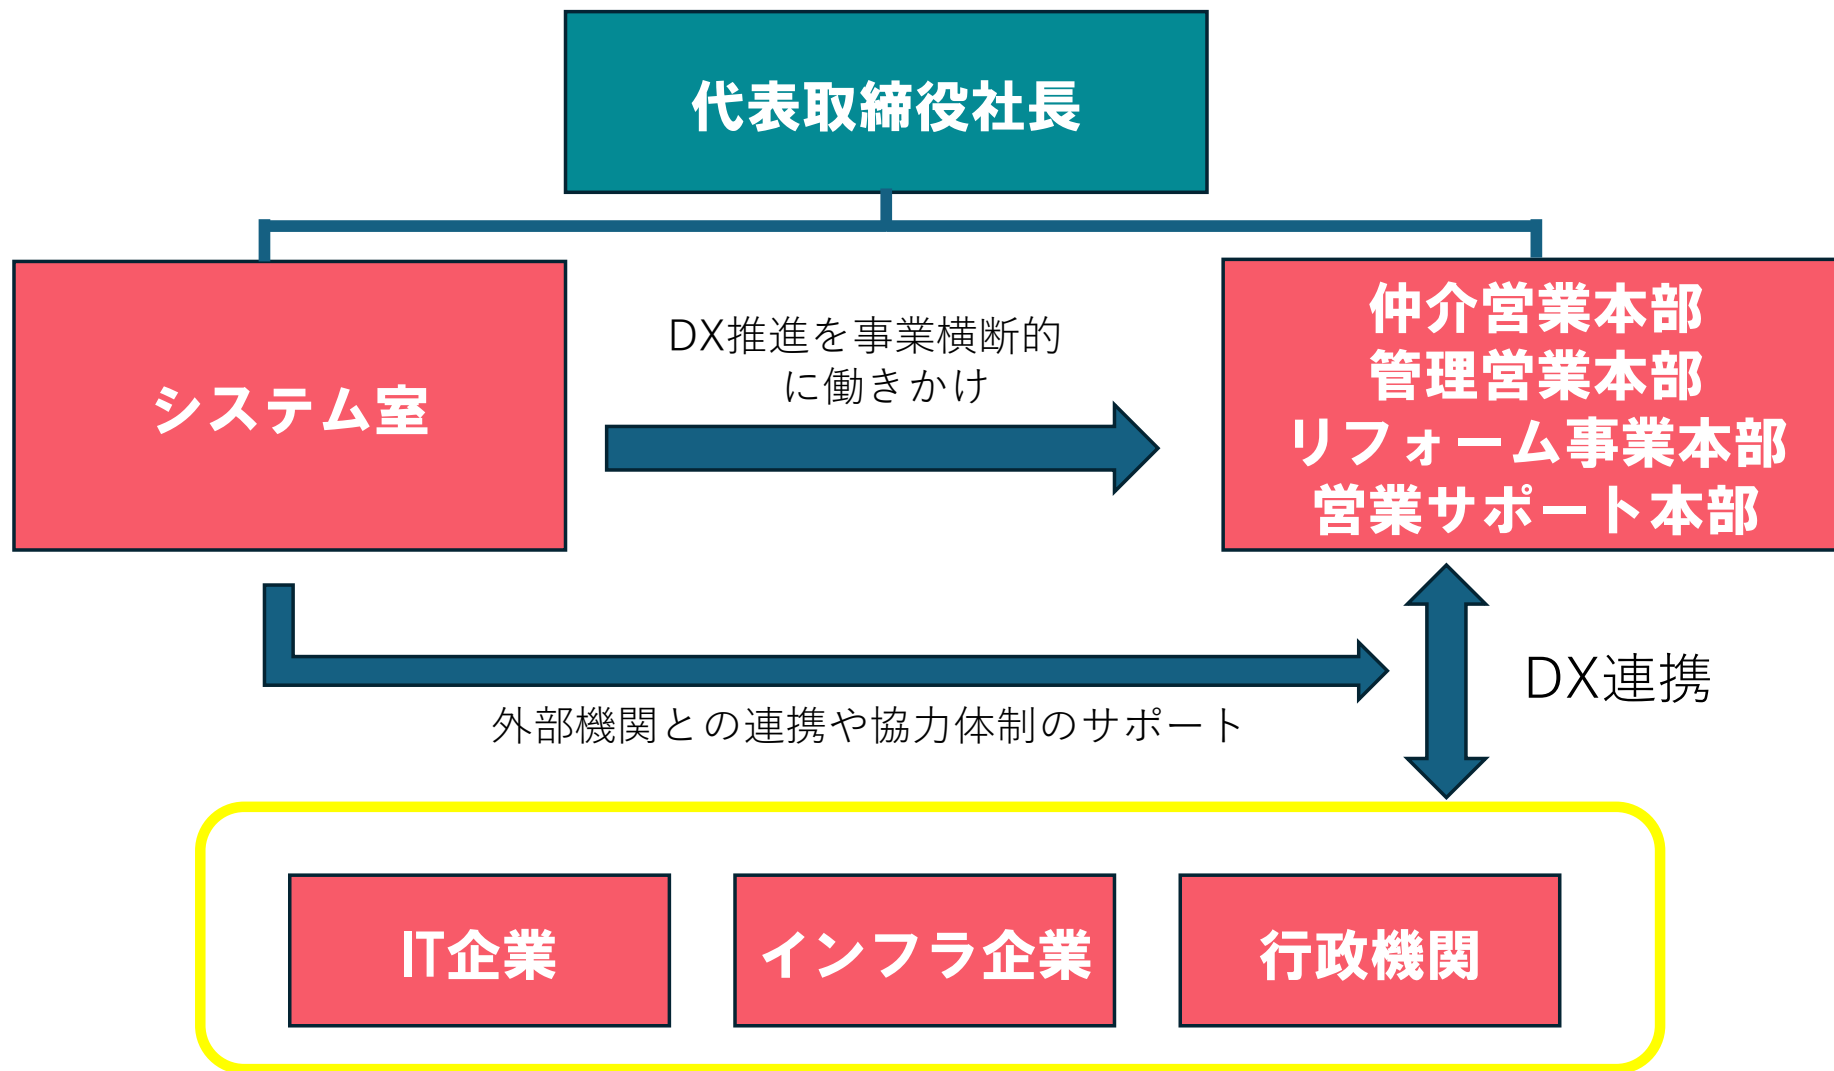 代表取締役社長
システム室
DX推進を事業横断的
に働きかけ
仲介営業本部
管理営業本部
リフォーム事業本部
営業サポート本部
外部機関との連携や協力体制のサポート
DX連携
IT企業
インフラ企業
行政機関